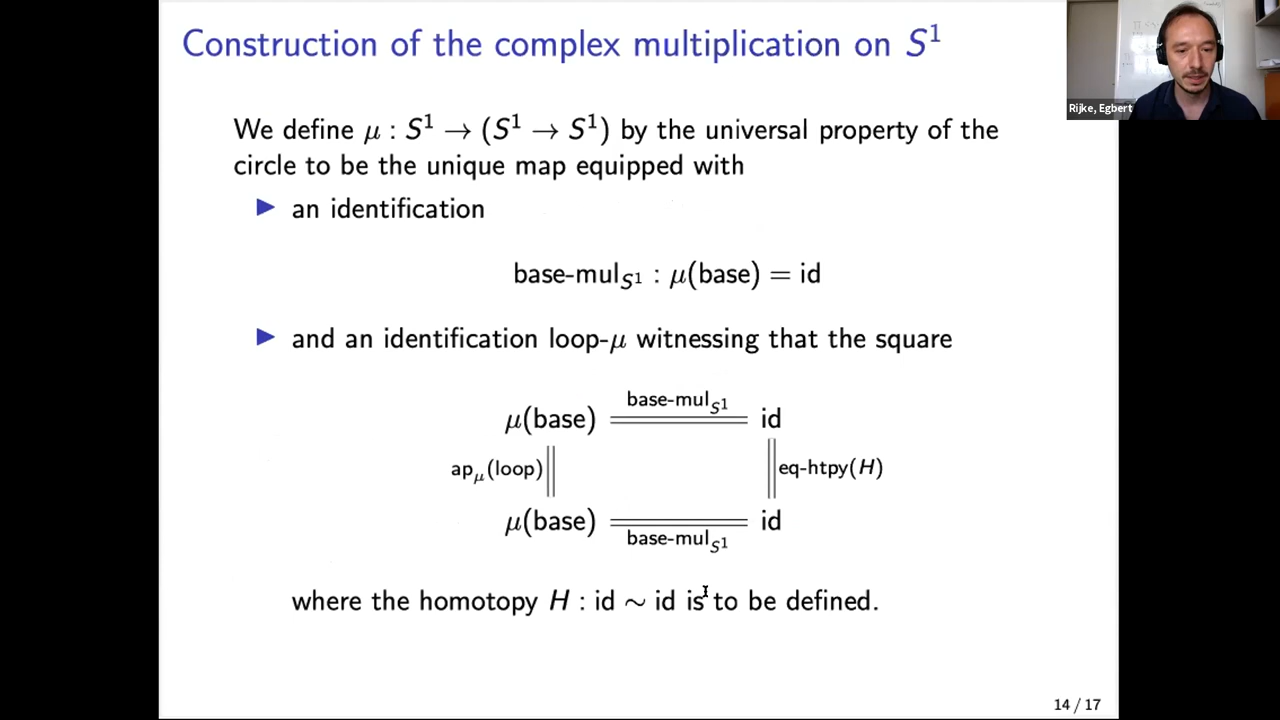 Construction of the complex multiplication on S¹
Rijke, Egbert
We define μ : S¹ → (S¹ → S¹) by the universal property of the
circle to be the unique map equipped with
▶ an identification
base-mul_S¹ : μ(base) = id
▶ and an identification loop-μ witnessing that the square
base-mul_S¹
μ(base) id
ap_μ(loop) eq-htpy(H)
μ(base) id
base-mul_S¹
where the homotopy H : id ∼ id is to be defined.
14 / 17